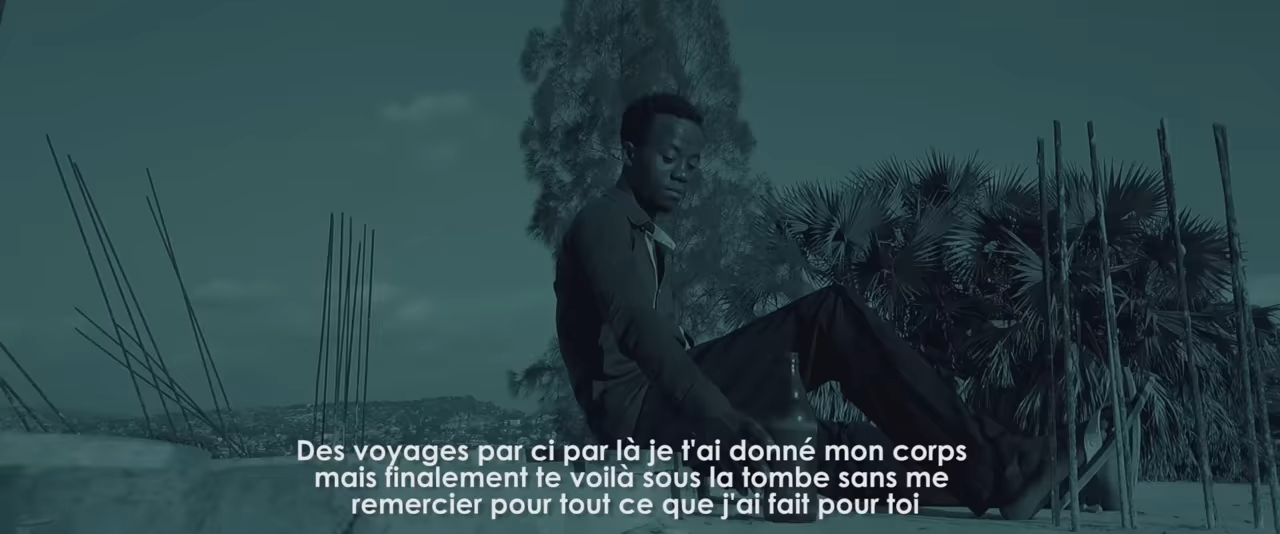 Des voyages par ci par là je t'ai donné mon corps
mais finalement te voilà sous la tombe sans me
remercier pour tout ce que j'ai fait pour toi